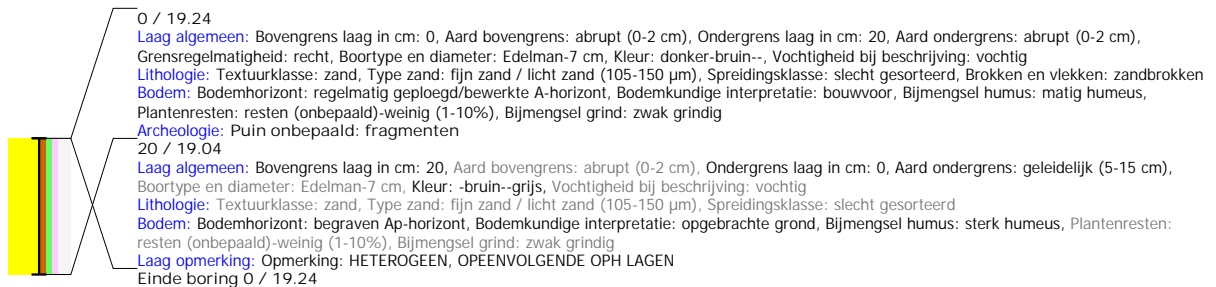 0 / 19.24
Laag algemeen: Bovengrens laag in cm: 0, Aard bovengrens: abrupt (0-2 cm), Ondergrens laag in cm: 20, Aard ondergrens: abrupt (0-2 cm),
Grensregelmatigheid: recht, Boortype en diameter: Edelman-7 cm, Kleur: donker-bruin--, Vochtigheid bij beschrijving: vochtig
Lithologie: Textuurklasse: zand, Type zand: fijn zand / licht zand (105-150 µm), Spreidingsklasse: slecht gesorteerd, Brokken en vlekken: zandbrokken
Bodem: Bodemhorizont: regelmatig geploegd/bewerkte A-horizont, Bodemkundige interpretatie: bouwvoor, Bijmengsel humus: matig humeus,
Plantenresten: resten (onbepaald)-weinig (1-10%), Bijmengsel grind: zwak grindig
Archeologie: Puin onbepaald: fragmenten
20 / 19.04
Laag algemeen: Bovengrens laag in cm: 20, Aard bovengrens: abrupt (0-2 cm), Ondergrens laag in cm: 0, Aard ondergrens: geleidelijk (5-15 cm),
Boortype en diameter: Edelman-7 cm, Kleur: -bruin--grijs, Vochtigheid bij beschrijving: vochtig
Lithologie: Textuurklasse: zand, Type zand: fijn zand / licht zand (105-150 µm), Spreidingsklasse: slecht gesorteerd
Bodem: Bodemhorizont: begraven Ap-horizont, Bodemkundige interpretatie: opgebrachte grond, Bijmengsel humus: sterk humeus, Plantenresten:
resten (onbepaald)-weinig (1-10%), Bijmengsel grind: zwak grindig
Laag opmerking: Opmerking: HETEROGEEN, OPEENVOLGENDE OPH LAGEN
Einde boring 0 / 19.24